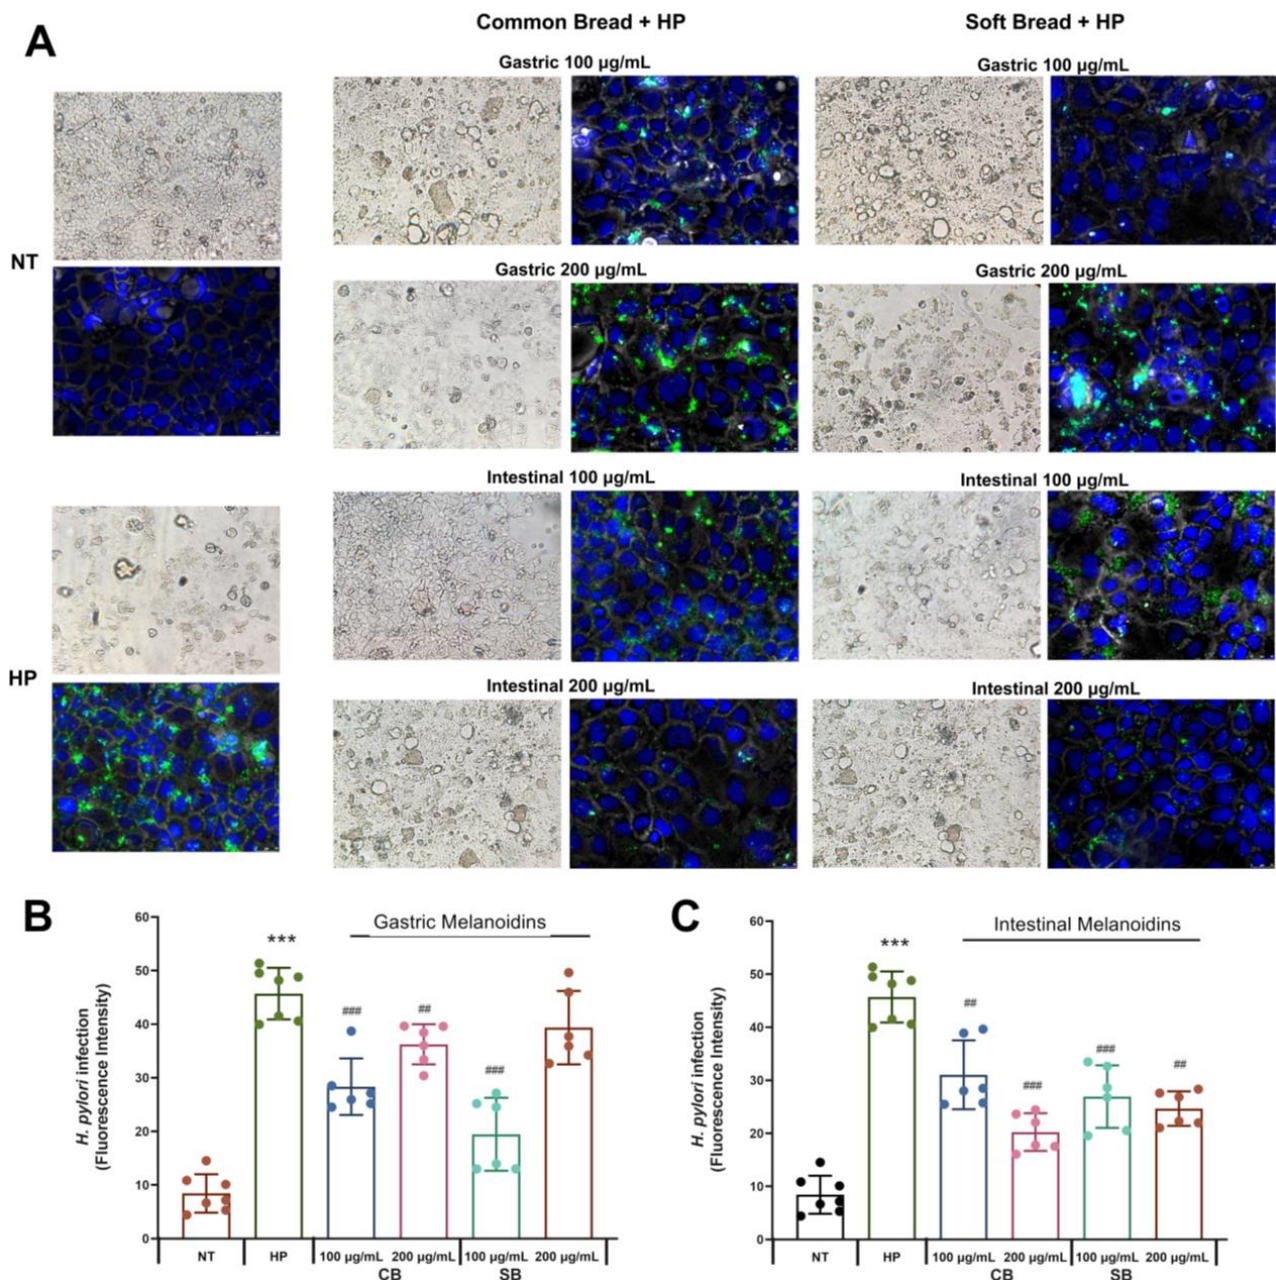 A
Common Bread + HP
Soft Bread + HP
Gastric 100 µg/mL
Gastric 100 µg/mL
NT
Gastric 200 µg/mL
Gastric 200 µg/mL
Intestinal 100 µg/mL
Intestinal 100 µg/mL
HP
Intestinal 200 µg/mL
Intestinal 200 µg/mL
B
Gastric Melanoidins
H. pylori infection
(Fluorescence Intensity)
60
50
40
30
20
10
0
***
###
##
###
NT
HP
100 µg/mL
200 µg/mL
100 µg/mL
200 µg/mL
CB
SB
C
Intestinal Melanoidins
H. pylori infection
(Fluorescence Intensity)
60
50
40
30
20
10
0
***
##
###
###
##
NT
HP
100 µg/mL
200 µg/mL
100 µg/mL
200 µg/mL
CB
SB